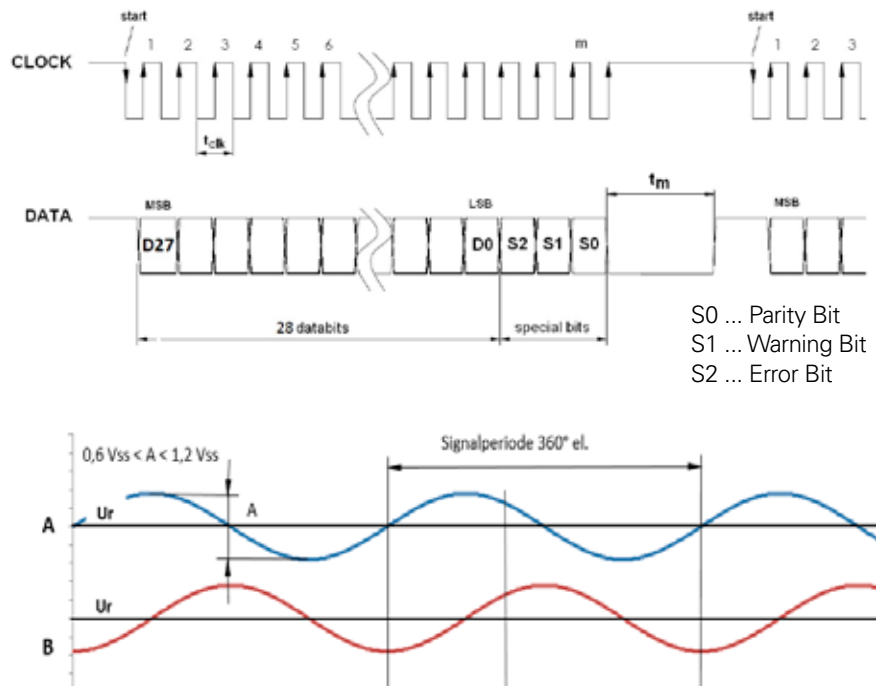 start start
1 2 3 4 5 6 m 1 2 3
CLOCK
tclk
tm
MSB LSB MSB
DATA
D27 D0 S2 S1 S0
28 databits special bits
S0 ... Parity Bit
S1 ... Warning Bit
S2 ... Error Bit
Signalperiode 360° el.
0,6 Vss < A < 1,2 Vss
Ur A
A
Ur
B